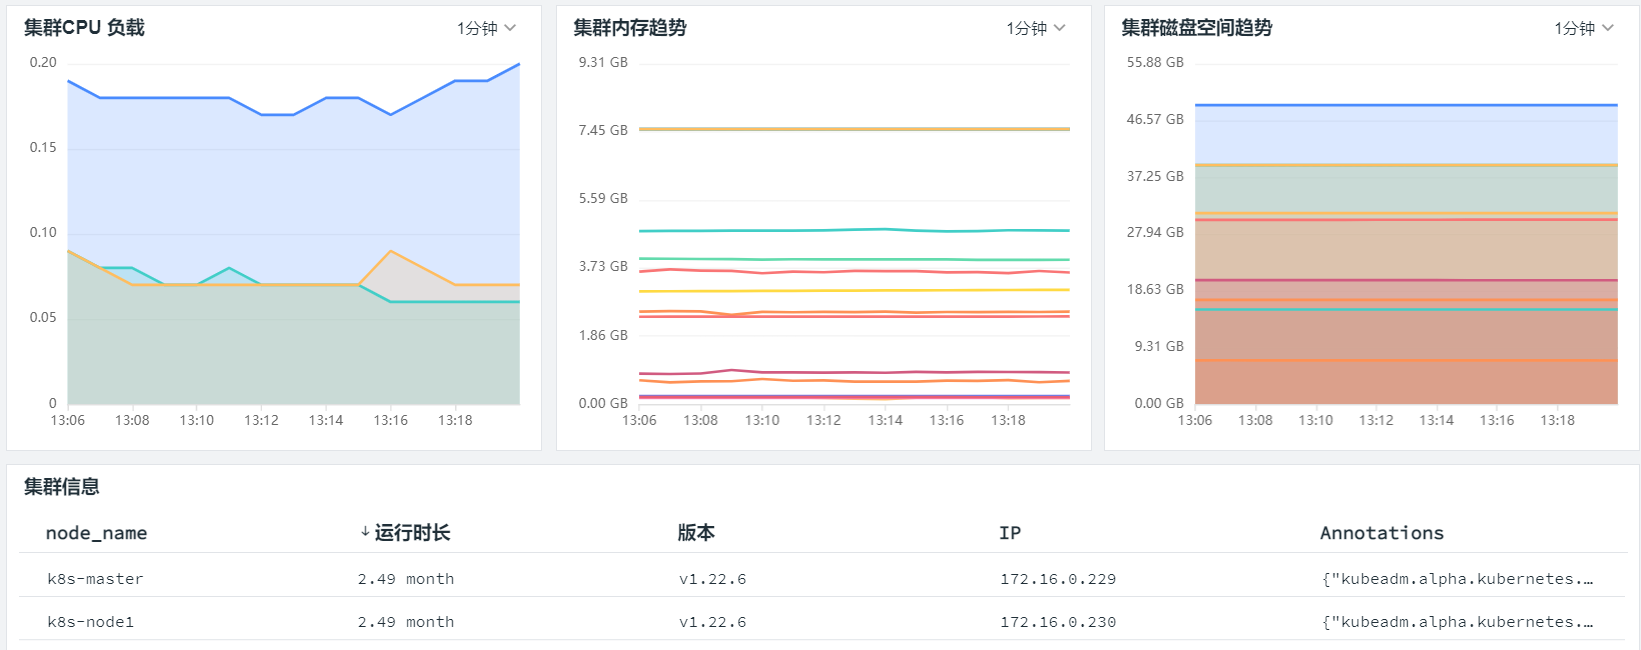 集群CPU 负载
1分钟
0.20
0.15
0.10
0.05
0
13:06 13:08 13:10 13:12 13:14 13:16 13:18
集群内存趋势
1分钟
9.31 GB
7.45 GB
5.59 GB
3.73 GB
1.86 GB
0.00 GB
13:06 13:08 13:10 13:12 13:14 13:16 13:18
集群磁盘空间趋势
1分钟
55.88 GB
46.57 GB
37.25 GB
27.94 GB
18.63 GB
9.31 GB
0.00 GB
13:06 13:08 13:10 13:12 13:14 13:16 13:18
集群信息
node_name ↓运行时长 版本 IP Annotations
k8s-master 2.49 month v1.22.6 172.16.0.229 {"kubeadm.alpha.kubernetes.…
k8s-node1 2.49 month v1.22.6 172.16.0.230 {"kubeadm.alpha.kubernetes.…